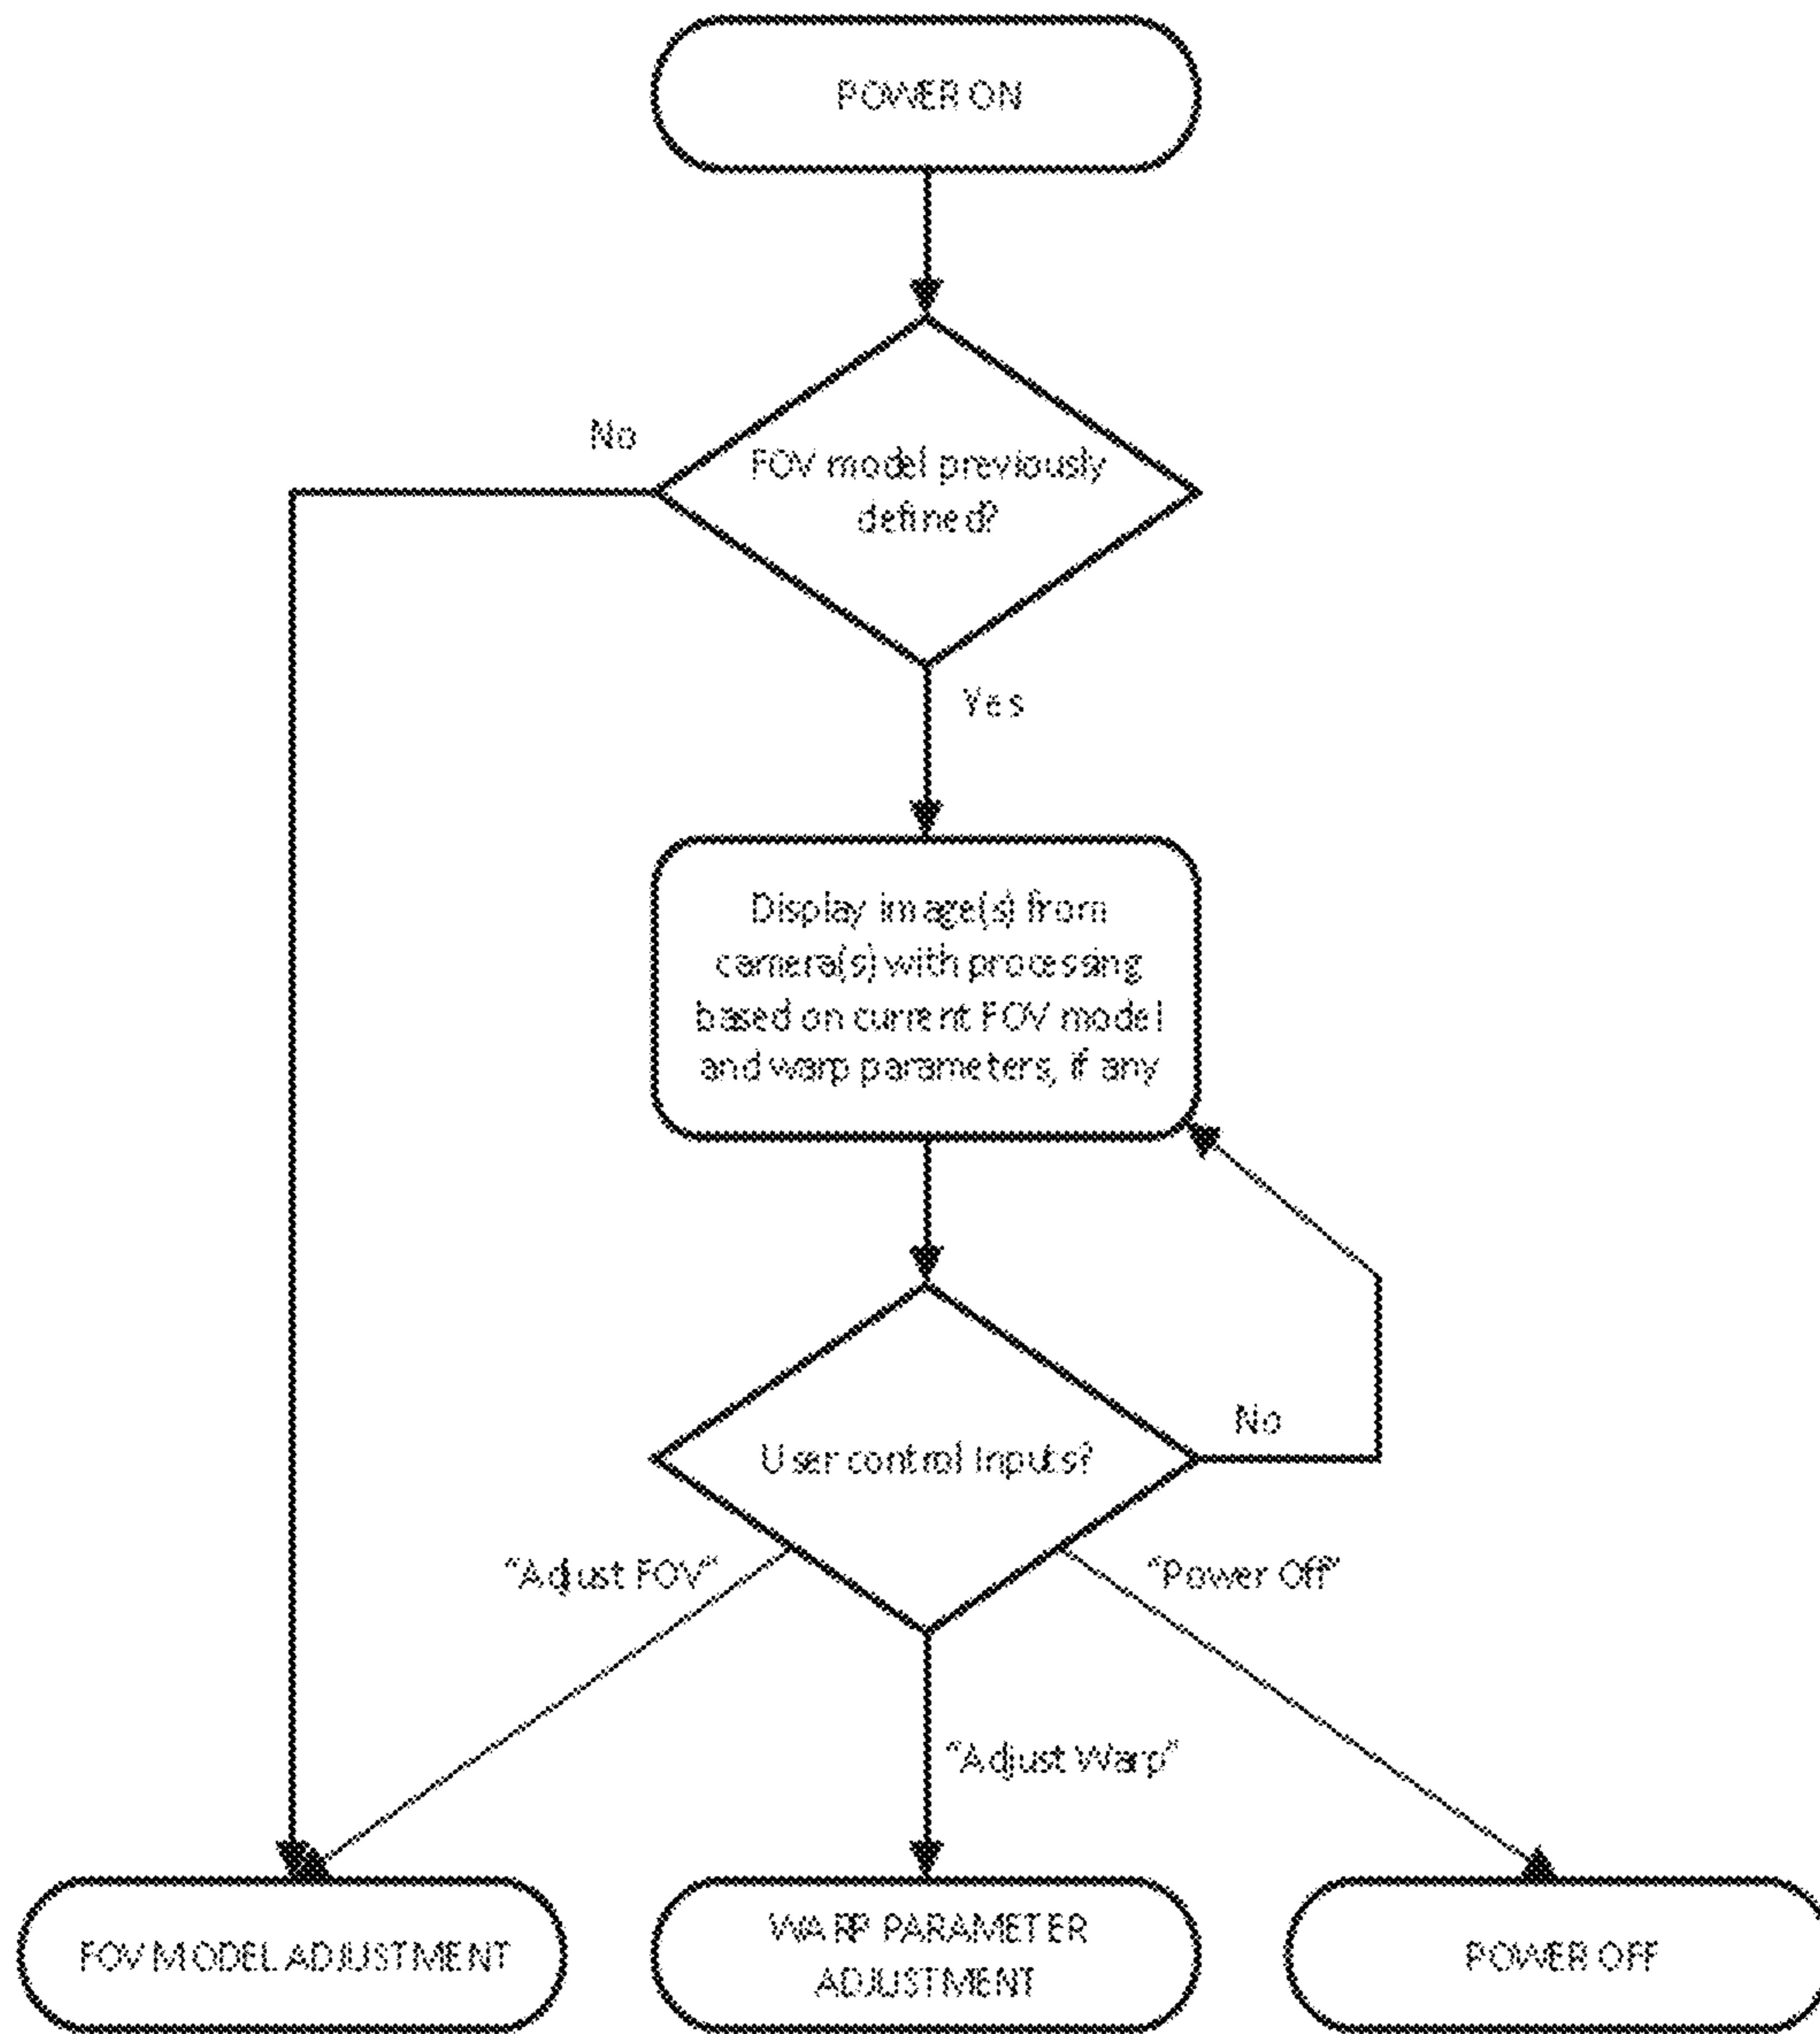 POWER ON
No
FOV model previously
defined?
Yes
Display image(s) from
camera(s) with processing
based on current FOV model
and warp parameters, if any
No
User control inputs?
“Adjust FOV”
“Power Off”
“Adjust Warp”
FOV MODEL ADJUSTMENT
WARP PARAMETER
ADJUSTMENT
POWER OFF